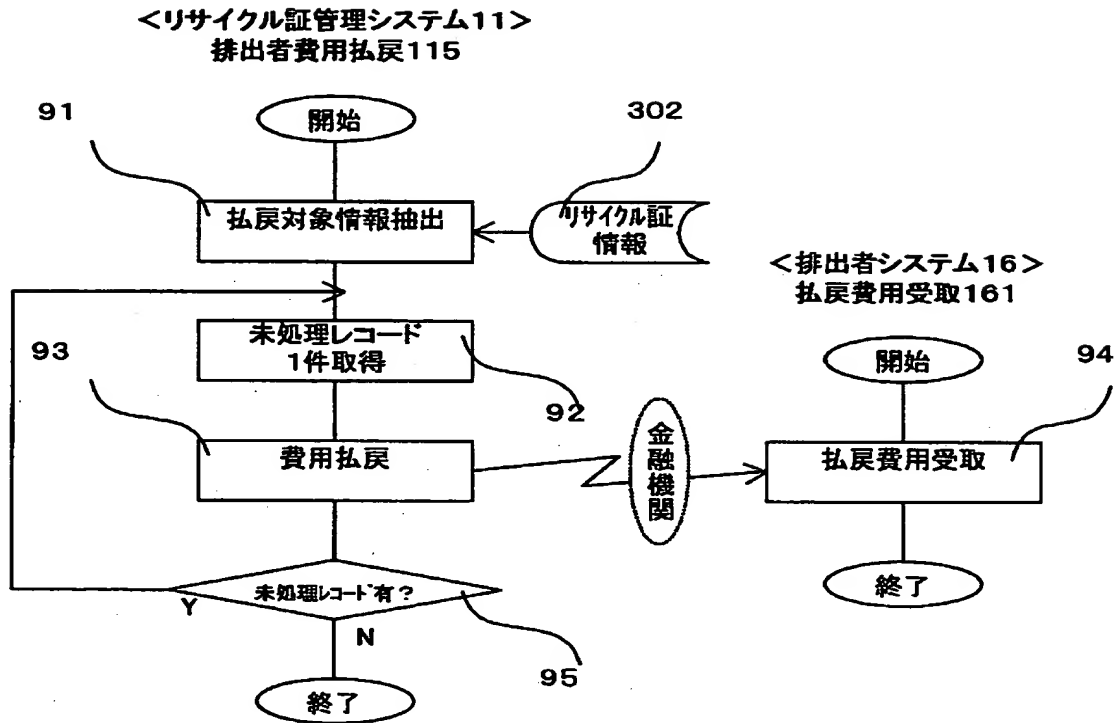 <リサイクル証管理システム11>
排出者費用払戻115
91
開始
302
払戻対象情報抽出
リサイクル証
情報
<排出者システム16>
払戻費用受取161
93
未処理レコード
1件取得
92
開始
94
費用払戻
金融機関
払戻費用受取
未処理レコード有?
Y
N
95
終了
終了